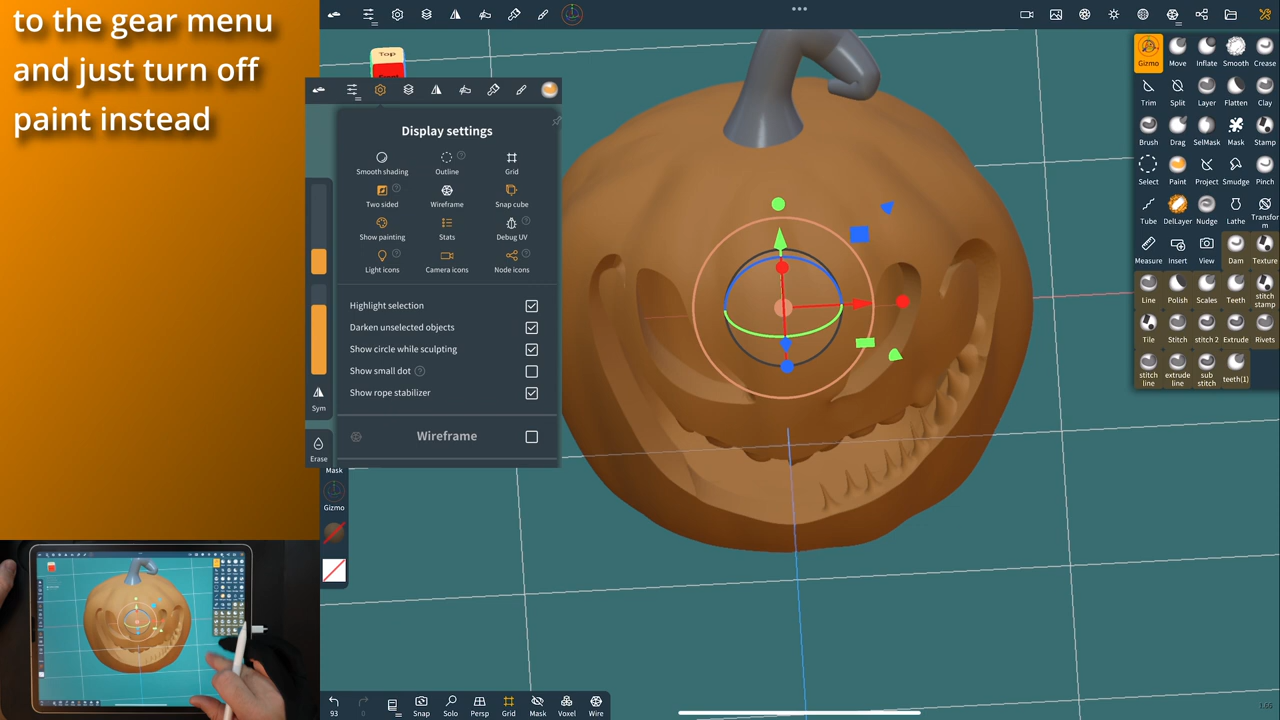 to the gear menu
and just turn off
paint instead
Top
Display settings
Smooth shading
Outline
Grid
Two sided
Wireframe
Snap cube
Show painting
Stats
Debug UV
Light icons
Camera icons
Node icons
Highlight selection
Darken unselected objects
Show circle while sculpting
Show small dot
Show rope stabilizer
Wireframe
Sym
Erase
Mask
Gizmo
Gizmo Move Inflate Smooth Crease
Trim Split Layer Flatten Clay
Brush Drag SelMask Mask Stamp
Select Paint Project Smudge Pinch
Tube DelLayer Nudge Lathe Transfor
m
Measure Insert View Dam Texture
Line Polish Scales Teeth stitch
stamp
Tile Stitch stitch 2 Extrude Rivets
stitch
line
extrude
line
sub
stitch
teeth(1)
93 0 Snap Solo Persp Grid Mask Voxel Wire